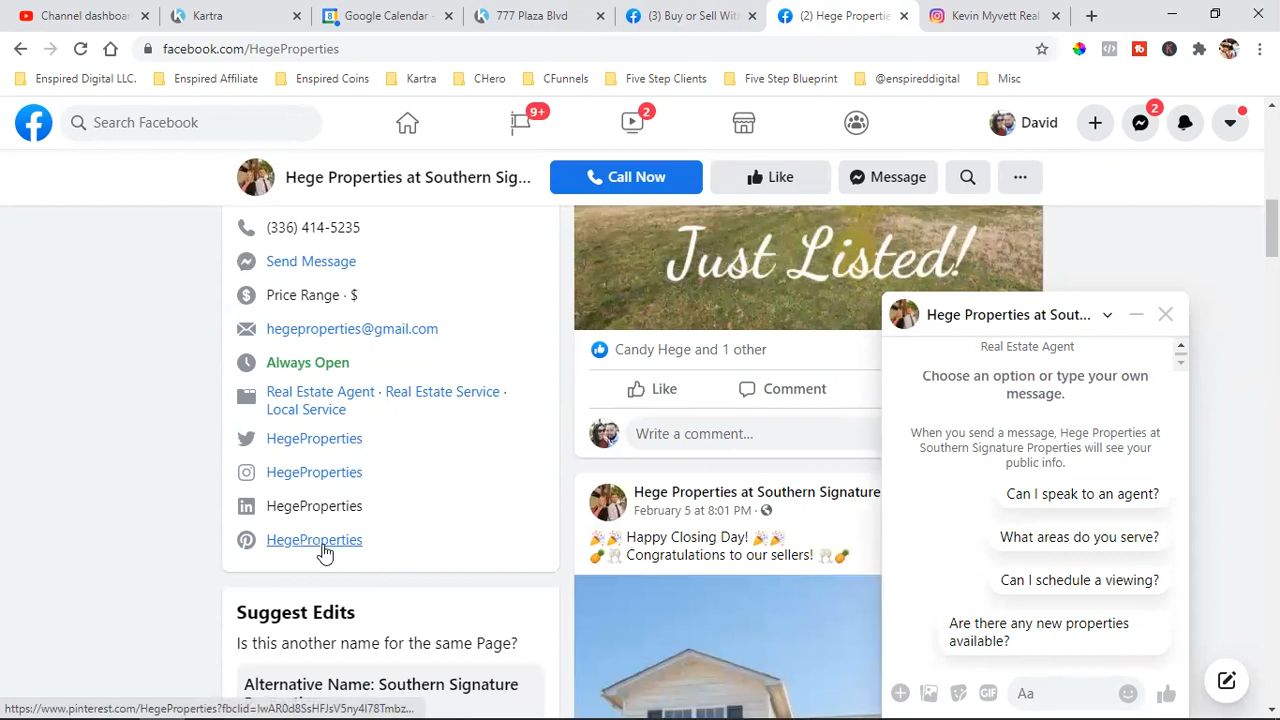 Channel dashboard
Kartra
Google Calendar -
777 Plaza Blvd
(3) Buy or Sell With
(2) Hege Propertie
Kevin Myvett Real
facebook.com/HegeProperties
Enspired Digital LLC.
Enspired Affiliate
Enspired Coins
Kartra
CHero
CFunnels
Five Step Clients
Five Step Blueprint
@enspireddigital
Misc
Search Facebook
9+
2
David
2
Hege Properties at Southern Sig...
Call Now
Like
Message
(336) 414-5235
Send Message
Price Range · $
hegeproperties@gmail.com
Always Open
Real Estate Agent · Real Estate Service ·
Local Service
HegeProperties
HegeProperties
HegeProperties
HegeProperties
Suggest Edits
Is this another name for the same Page?
Alternative Name: Southern Signature
Just Listed!
Candy Hege and 1 other
Like
Comment
Write a comment...
Hege Properties at Southern Signature
February 5 at 8:01 PM ·
Happy Closing Day!
Congratulations to our sellers!
Hege Properties at Sout...
Real Estate Agent
Choose an option or type your own
message.
When you send a message, Hege Properties at
Southern Signature Properties will see your
public info.
Can I speak to an agent?
What areas do you serve?
Can I schedule a viewing?
Are there any new properties
available?
GIF
Aa
https://www.pinterest.com/HegeProperties?fbclid=IwAR0d8SsHFJsV5ny4I78Tmbz...